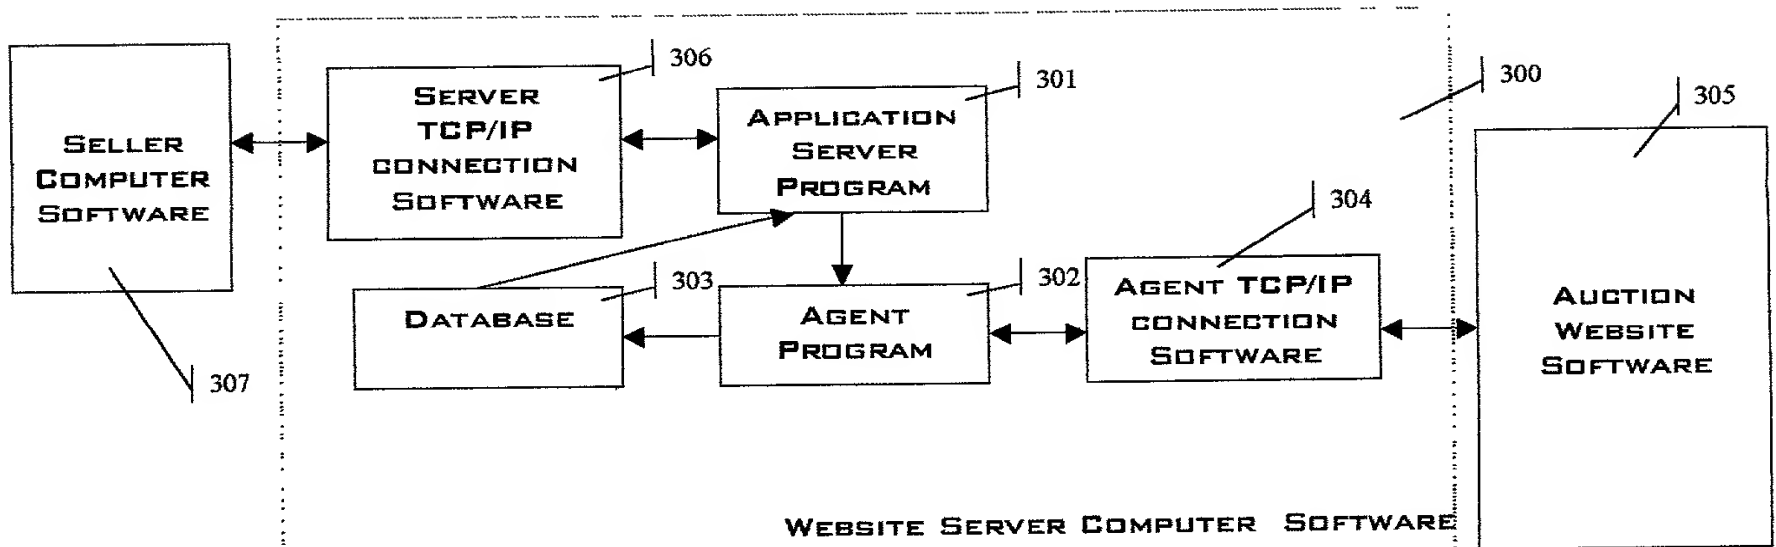 SELLER
COMPUTER
SOFTWARE
307
SERVER
TCP/IP
CONNECTION
SOFTWARE
306
APPLICATION
SERVER
PROGRAM
301
300
305
DATABASE
303
AGENT
PROGRAM
302
AGENT TCP/IP
CONNECTION
SOFTWARE
304
AUCTION
WEBSITE
SOFTWARE
WEBSITE SERVER COMPUTER SOFTWARE